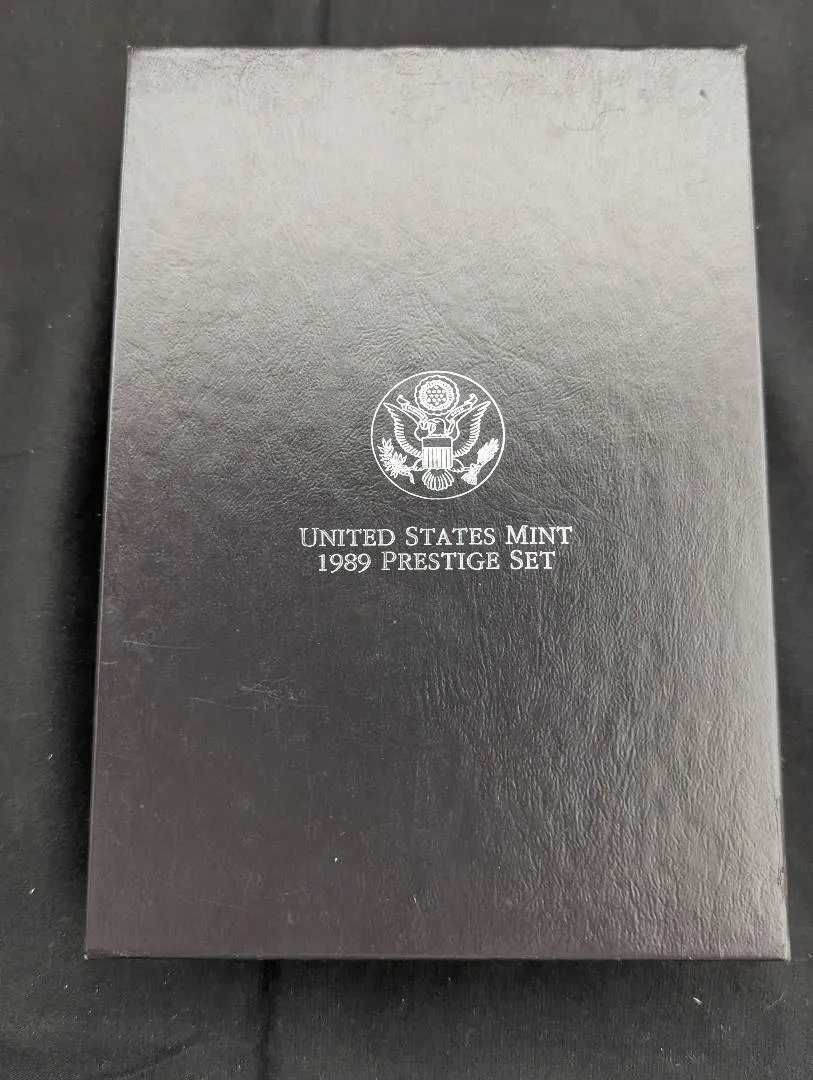 UNITED STATES MINT
1989 PRESTIGE SET